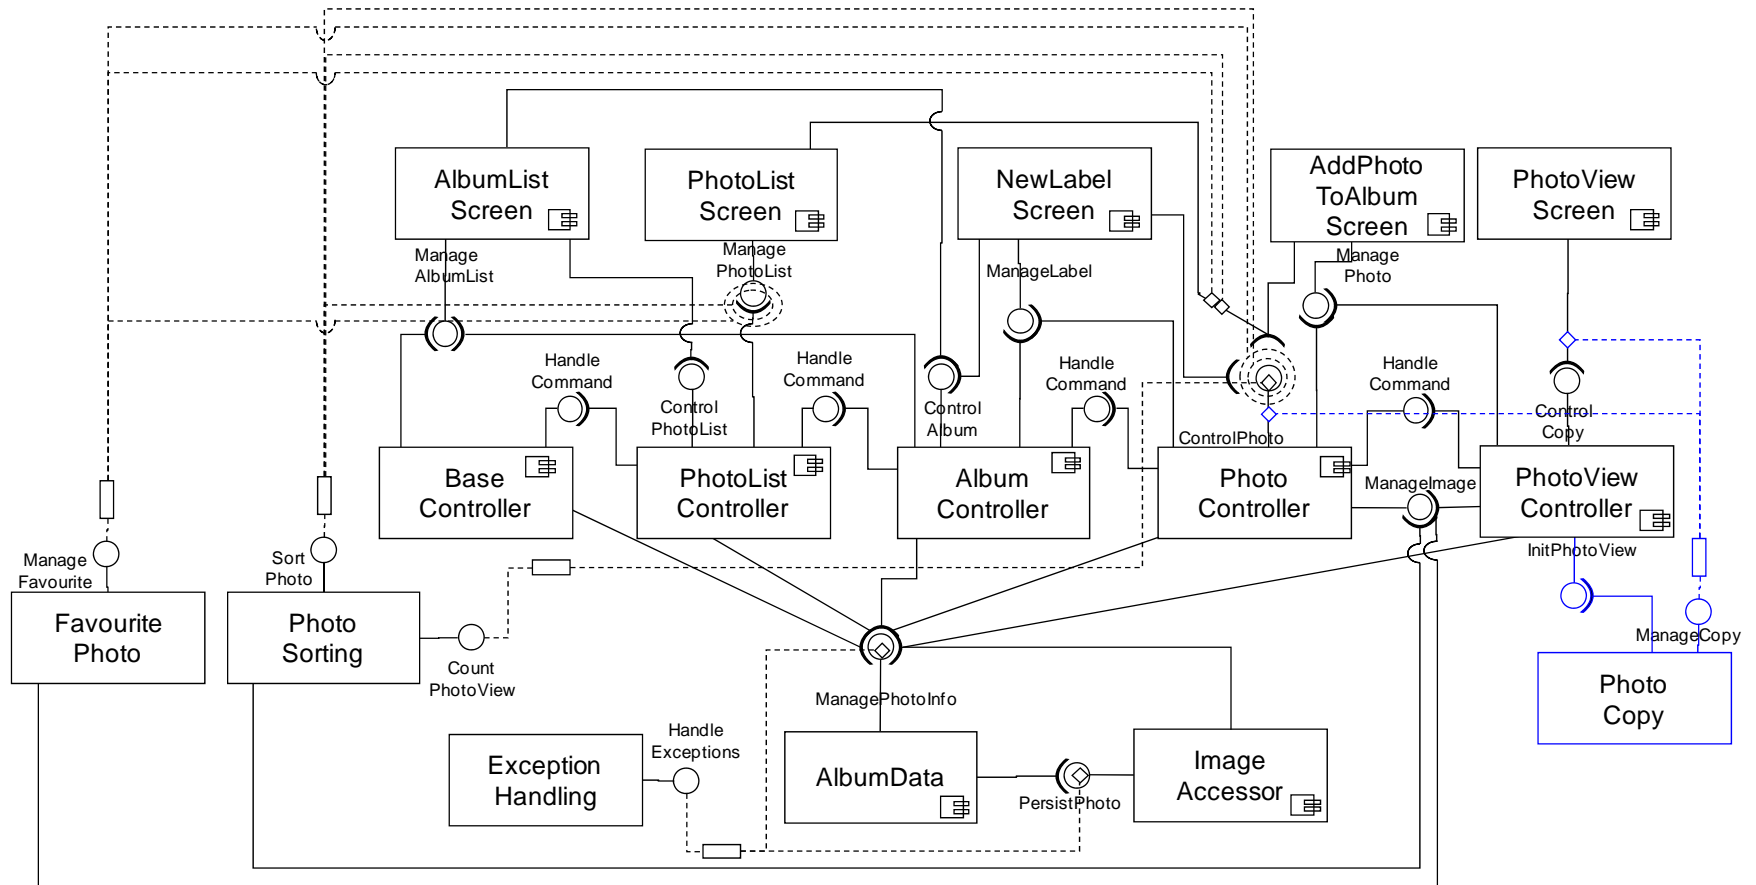 AlbumList
Screen
PhotoList
Screen
NewLabel
Screen
AddPhoto
ToAlbum
Screen
PhotoView
Screen
Manage
AlbumList
Manage
PhotoList
ManageLabel
Manage
Photo
Handle
Command
Control
PhotoList
Handle
Command
Control
Album
Handle
Command
ControlPhoto
Handle
Command
Control
Copy
Base
Controller
PhotoList
Controller
Album
Controller
Photo
Controller
ManageImage
PhotoView
Controller
InitPhotoView
Manage
Favourite
Sort
Photo
Favourite
Photo
Photo
Sorting
Count
PhotoView
ManageCopy
Photo
Copy
ManagePhotoInfo
Handle
Exceptions
Exception
Handling
AlbumData
PersistPhoto
Image
Accessor